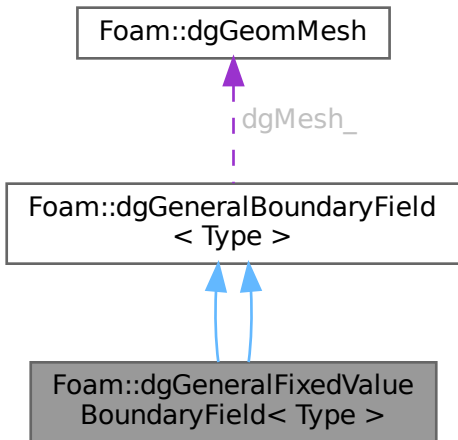 Foam::dgGeomMesh
dgMesh_
Foam::dgGeneralBoundaryField
< Type >
Foam::dgGeneralFixedValue
BoundaryField< Type >